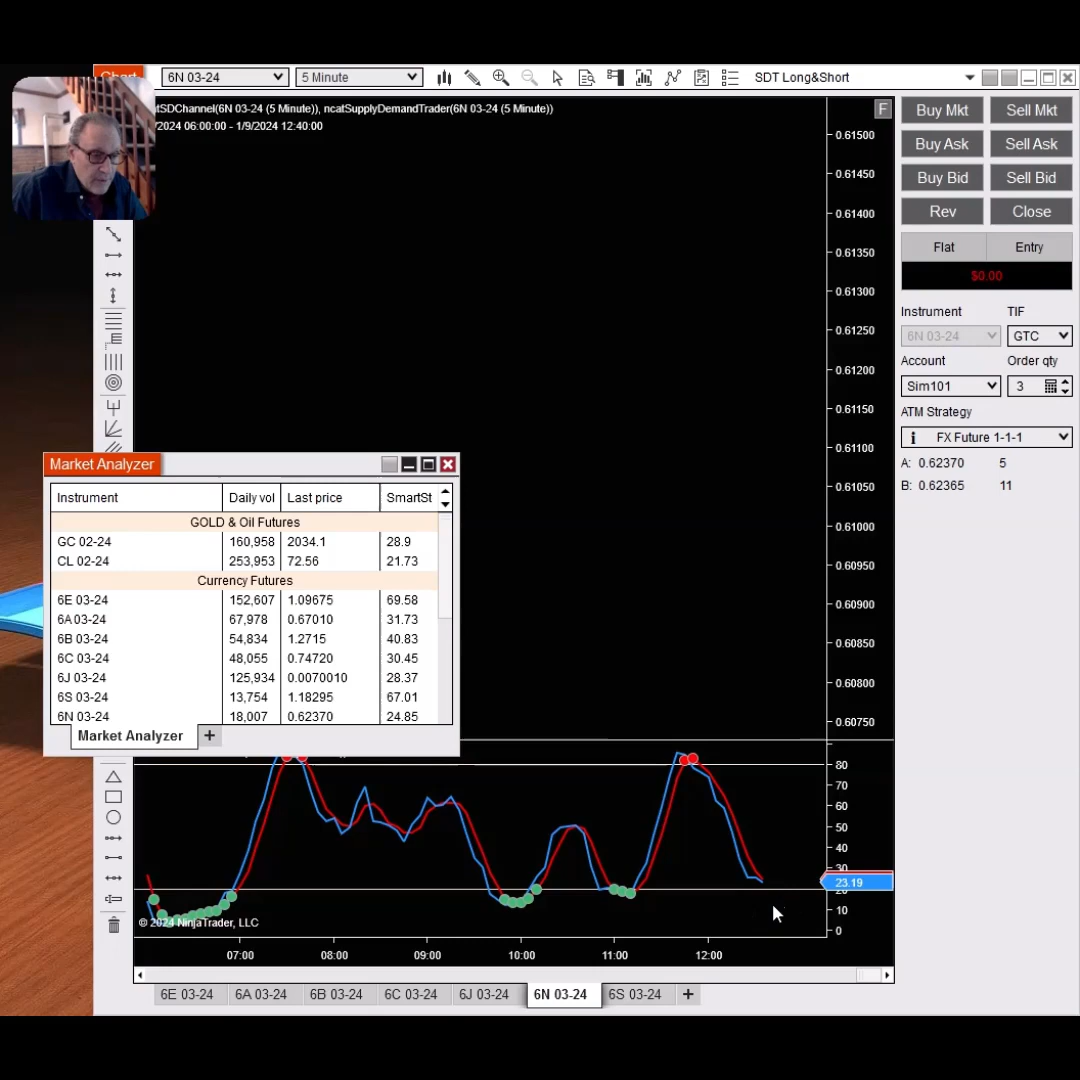 Chart
6N 03-24
5 Minute
SDT Long&Short
tSDChannel(6N 03-24 (5 Minute)), ncatSupplyDemandTrader(6N 03-24 (5 Minute))
/2024 06:00:00 - 1/9/2024 12:40:00
F
0.61500
0.61450
0.61400
0.61350
0.61300
0.61250
0.61200
0.61150
0.61100
0.61050
0.61000
0.60950
0.60900
0.60850
0.60800
0.60750
Buy Mkt
Sell Mkt
Buy Ask
Sell Ask
Buy Bid
Sell Bid
Rev
Close
Flat
Entry
$0.00
Instrument
TIF
6N 03-24
GTC
Account
Order qty
Sim101
3
ATM Strategy
FX Future 1-1-1
A: 0.62370 5
B: 0.62365 11
Market Analyzer
Instrument Daily vol Last price SmartSt
GOLD & Oil Futures
GC 02-24 160,958 2034.1 28.9
CL 02-24 253,953 72.56 21.73
Currency Futures
6E 03-24 152,607 1.09675 69.58
6A 03-24 67,978 0.67010 31.73
6B 03-24 54,834 1.2715 40.83
6C 03-24 48,055 0.74720 30.45
6J 03-24 125,934 0.0070010 28.37
6S 03-24 13,754 1.18295 67.01
6N 03-24 18,007 0.62370 24.85
Market Analyzer +
80
70
60
50
40
30
23.19
20
10
0
© 2024 NinjaTrader, LLC
07:00 08:00 09:00 10:00 11:00 12:00
6E 03-24 6A 03-24 6B 03-24 6C 03-24 6J 03-24 6N 03-24 6S 03-24 +